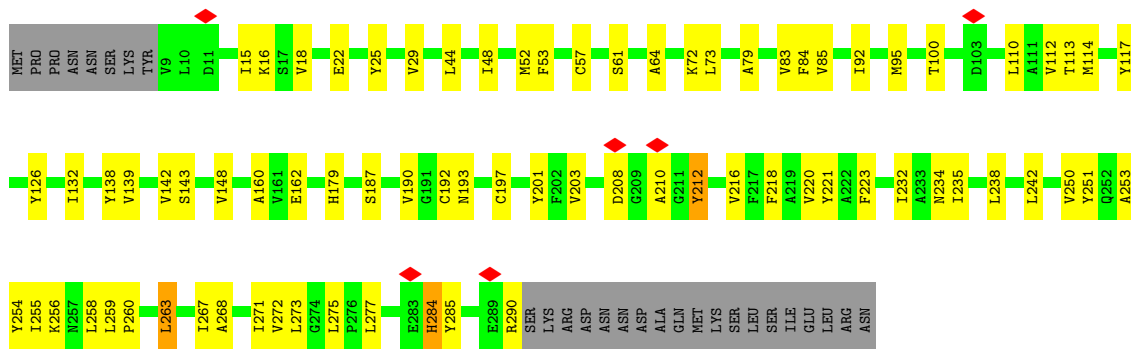 MET PRO PRO ASN ASN SER LYS TYR V9 L10 D11 I15 K16 S17 V18 E22 Y25 V29 L44 I48 M52 F53 C57 S61 A64 K72 L73 A79 V83 F84 V85 I92 M95 T100 D103 L110 A111 V112 T113 M114 Y117
Y126 I132 Y138 V139 V142 S143 V148 A160 V161 E162 H179 S187 V190 G191 C192 N193 C197 Y201 F202 V203 D208 G209 A210 G211 Y212 V216 F217 F218 A219 V220 Y221 A222 F223 I232 A233 N234 I235 L238 L242 V250 Y251 Q252 A253
Y254 I255 K256 N257 L258 L259 P260 L263 I267 A268 I271 V272 L273 G274 L275 P276 L277 E283 H284 Y285 E289 R290 SER LYS ARG ASP ASN ASN ASP ALA GLN MET LYS SER LEU SER ILE GLU LEU LEU ARG ASN